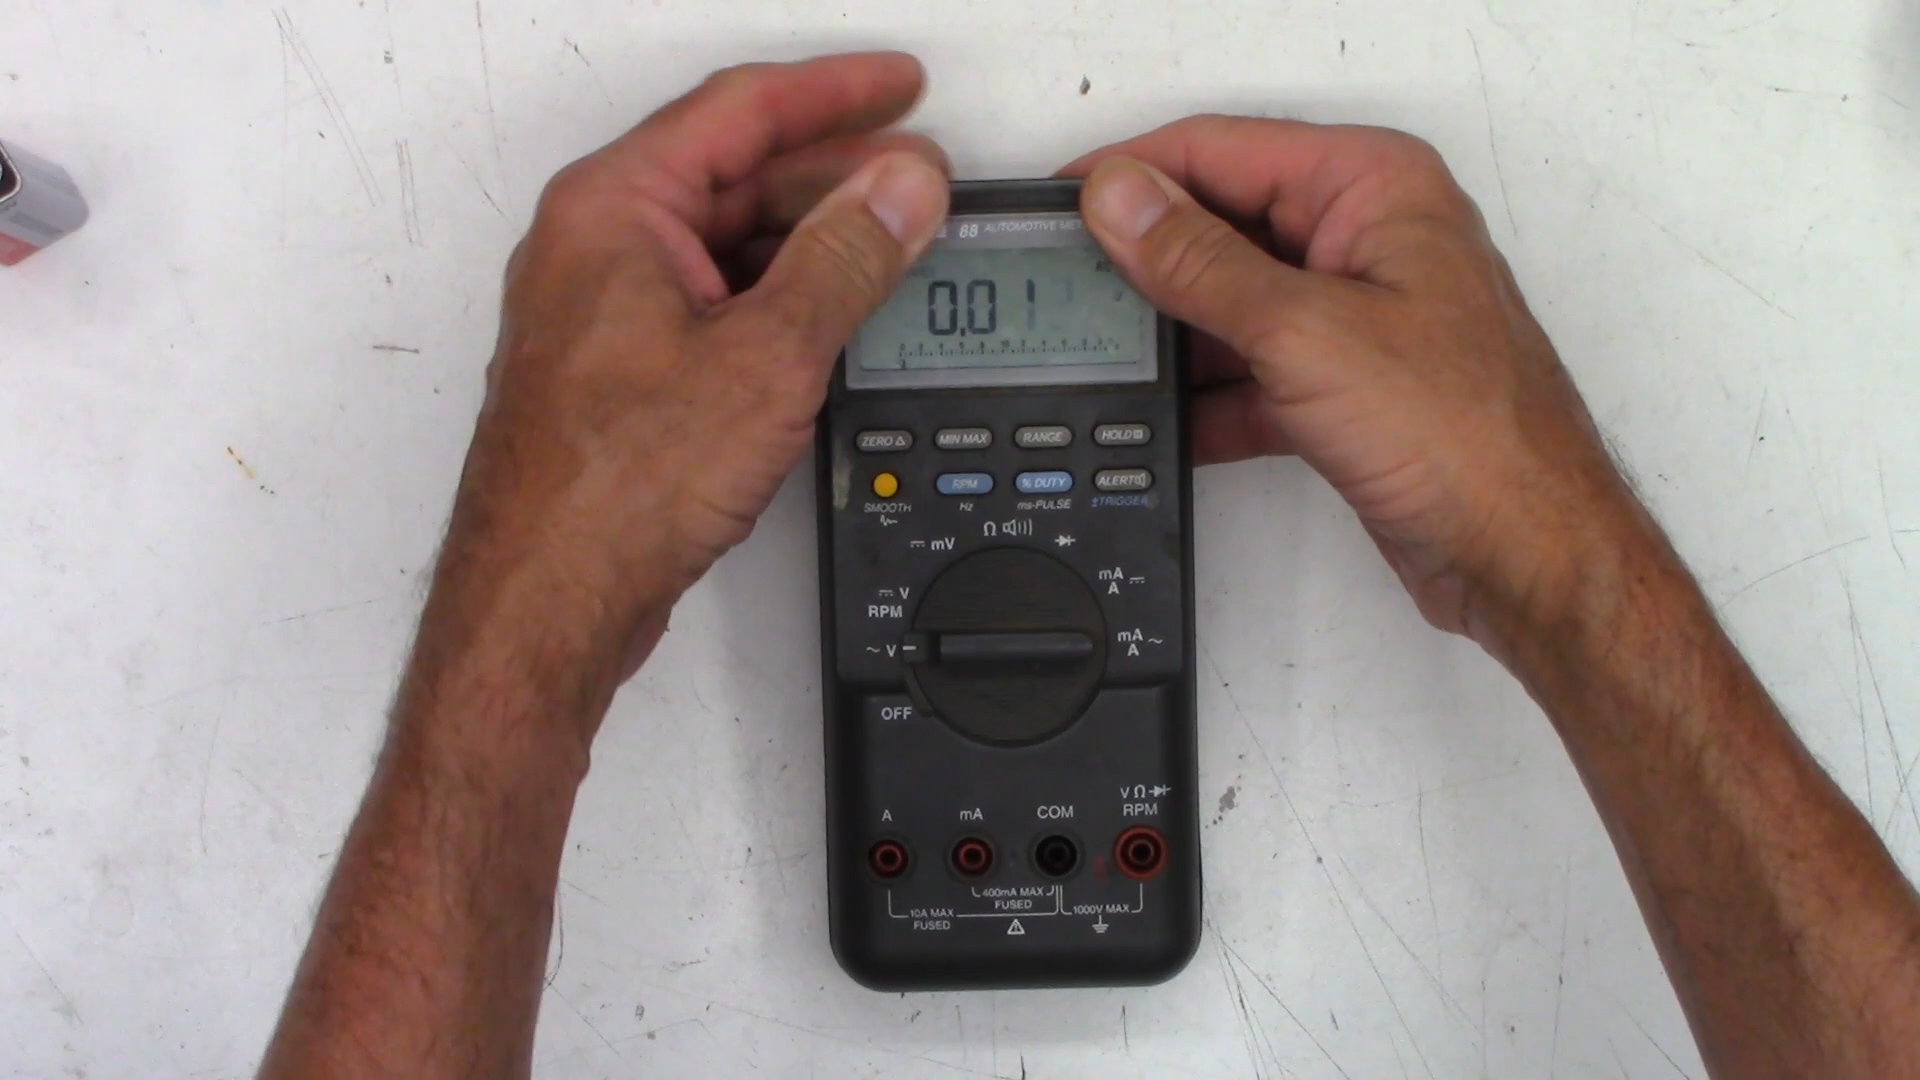 88 AUTOMOTIVE MET
0.01
ZERO Δ MIN MAX RANGE HOLD
RPM % DUTY ALERT
SMOOTH Hz ms-PULSE ±TRIGGER
Ω
mV
mA
A
V
RPM
~ V
mA
A ~
OFF
V Ω
A mA COM RPM
400mA MAX
FUSED
10A MAX
FUSED
1000V MAX